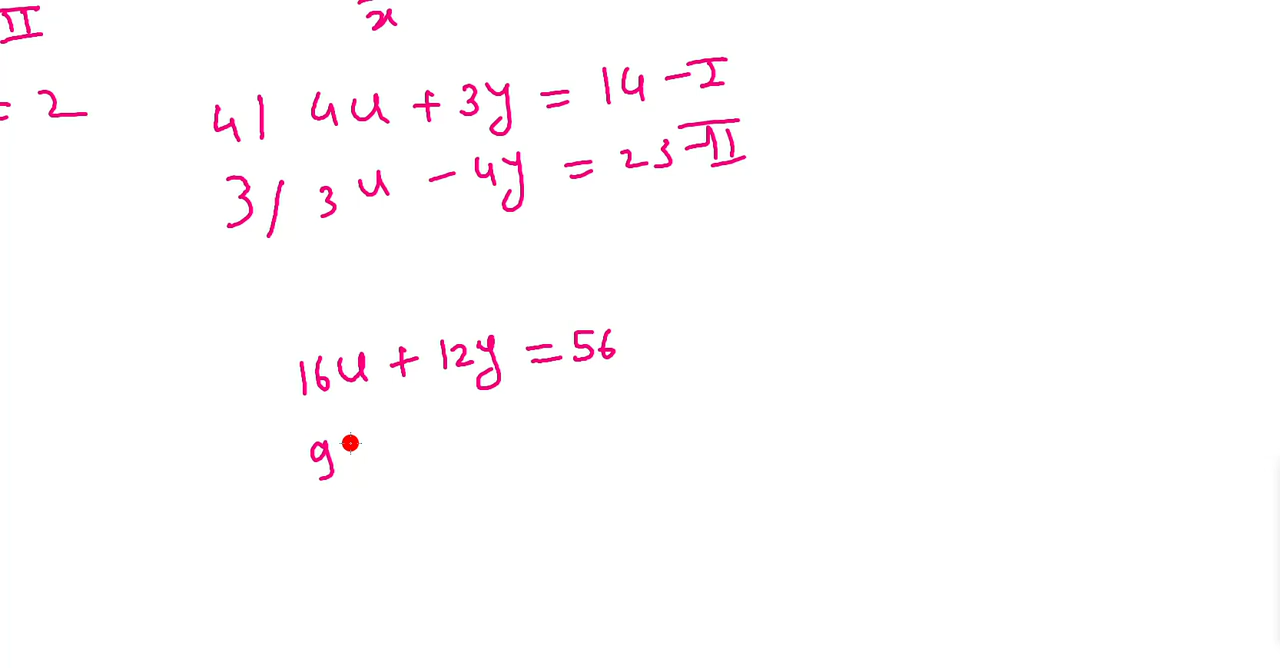 II
x
= 2
4/ 4u + 3y = 14 - I
3/ 3u - 4y = 23 - II
16u + 12y = 56
9